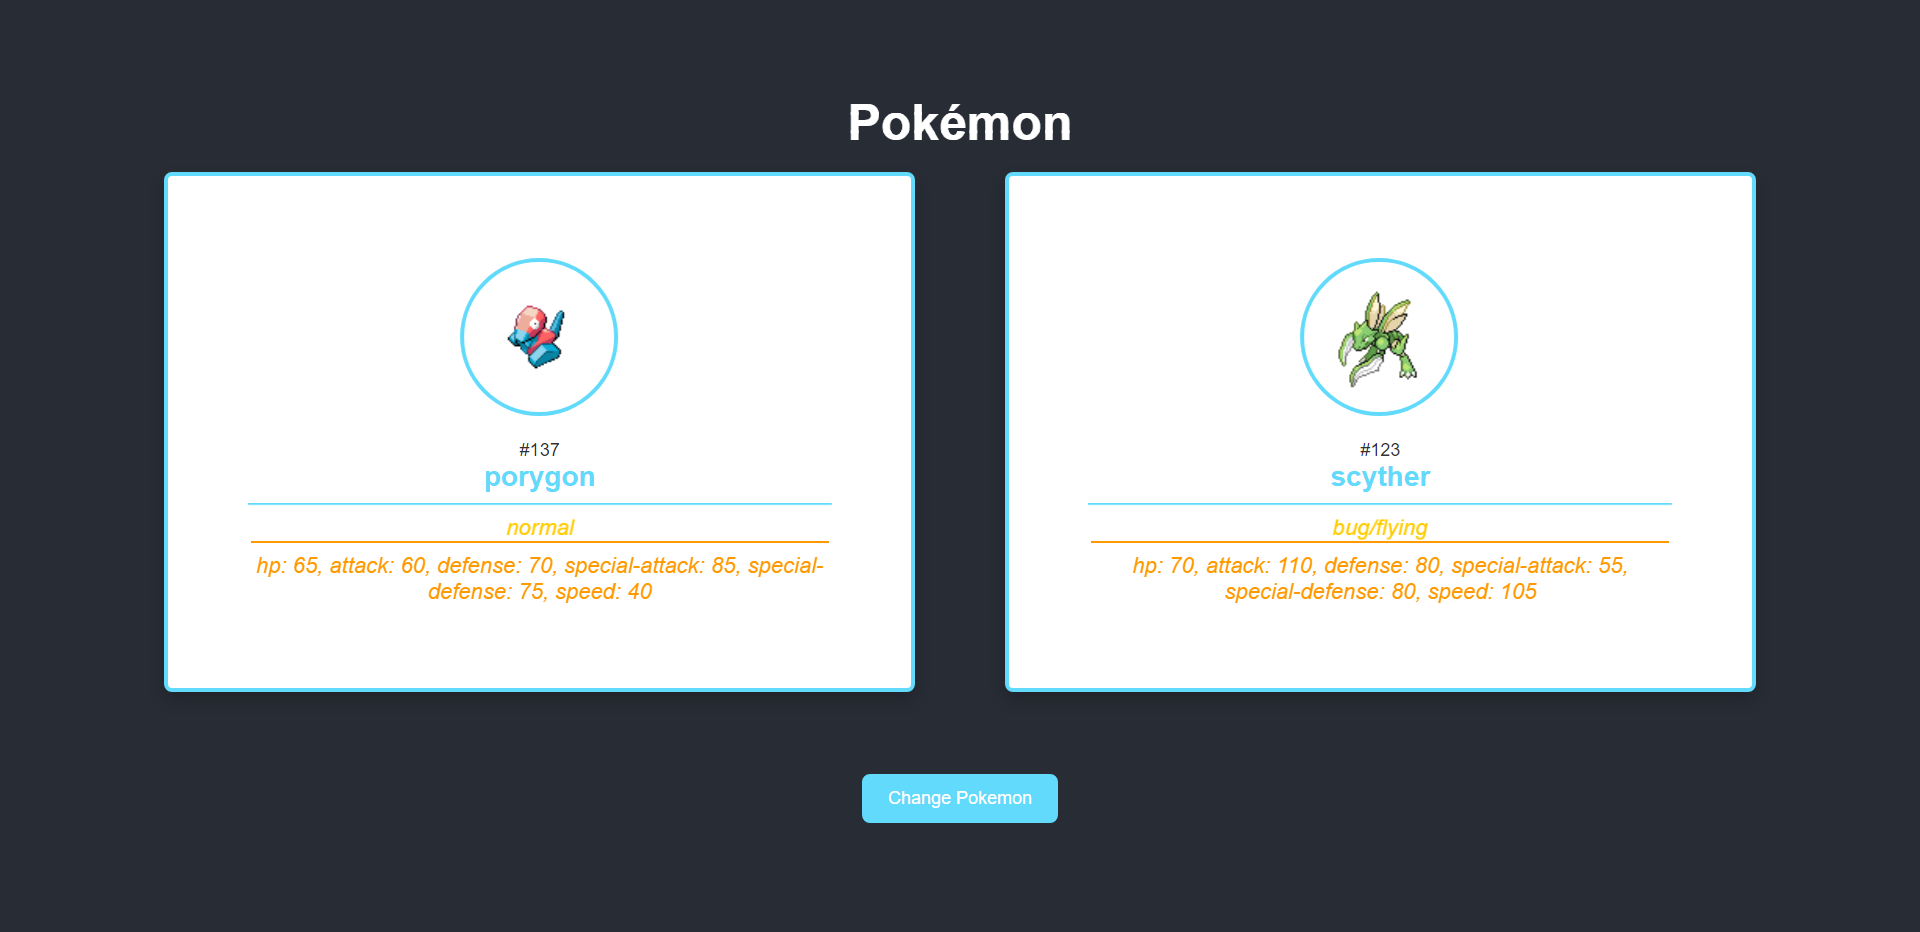 Pokémon
#137
porygon
normal
hp: 65, attack: 60, defense: 70, special-attack: 85, special-
defense: 75, speed: 40
#123
scyther
bug/flying
hp: 70, attack: 110, defense: 80, special-attack: 55,
special-defense: 80, speed: 105
Change Pokemon